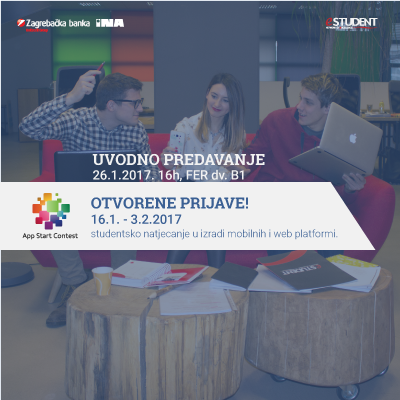 Zagrebačka banka
INA
eSTUDENT
UVODNO PREDAVANJE
26.1.2017. 16h, FER dv. B1
OTVORENE PRIJAVE!
16.1. - 3.2.2017
studentsko natjecanje u izradi mobilnih i web platformi.
App Start Contest